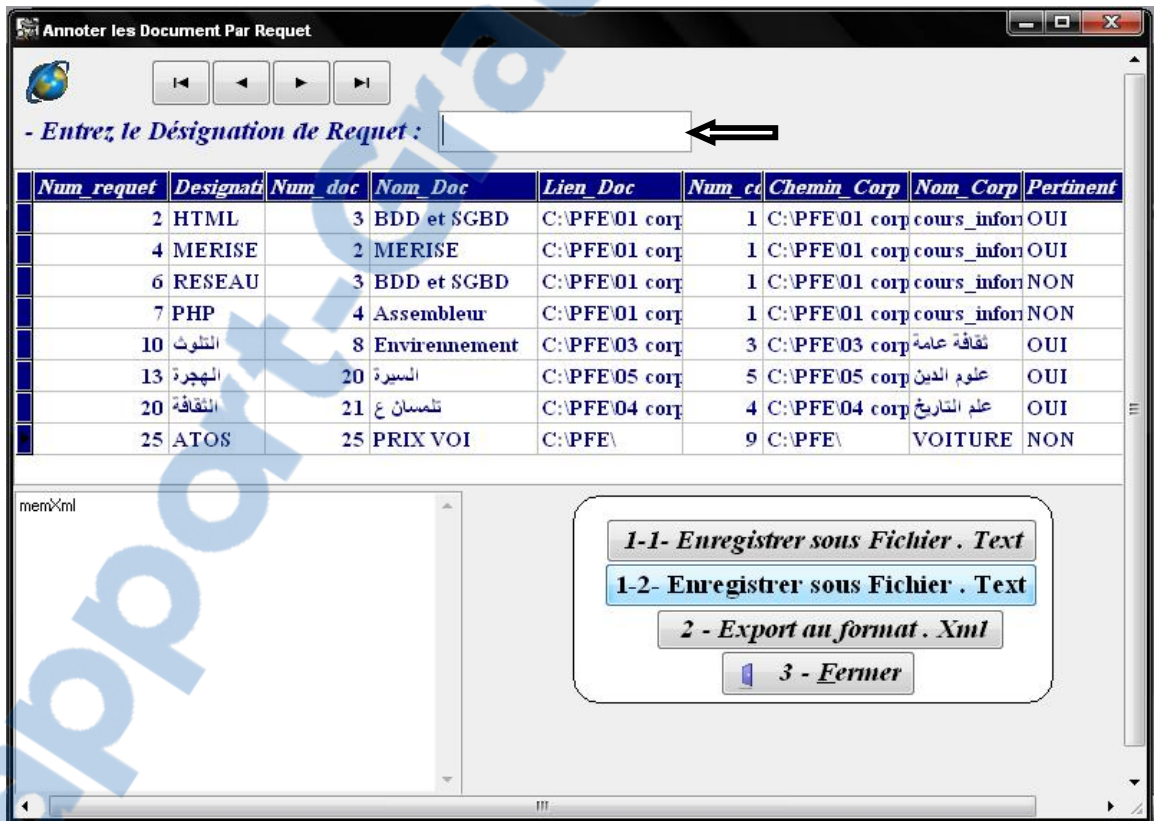 Annoter les Document Par Requet
- Entrez le Désignation de Requet :
Num_requet Designati Num_doc Nom_Doc Lien_Doc Num_co Chemin_Corp Nom_Corp Pertinent
2 HTML 3 BDD et SGBD C:\PFE\01 corp 1 C:\PFE\01 corp cours_infor OUI
4 MERISE 2 MERISE C:\PFE\01 corp 1 C:\PFE\01 corp cours_infor OUI
6 RESEAU 3 BDD et SGBD C:\PFE\01 corp 1 C:\PFE\01 corp cours_infor NON
7 PHP 4 Assembleur C:\PFE\01 corp 1 C:\PFE\01 corp cours_infor NON
10 التلوث 8 Envirennement C:\PFE\03 corp 3 C:\PFE\03 corp ثقافة عامة OUI
13 الهجرة 20 السيرة C:\PFE\05 corp 5 C:\PFE\05 corp علوم الدين OUI
20 الثقافة 21 تلمسان ع C:\PFE\04 corp 4 C:\PFE\04 corp علم التاريخ OUI
25 ATOS 25 PRIX VOI C:\PFE\ 9 C:\PFE\ VOITURE NON
memXml
1-1- Enregistrer sous Fichier . Text
1-2- Enregistrer sous Fichier . Text
2 - Export au format . Xml
3 - Fermer